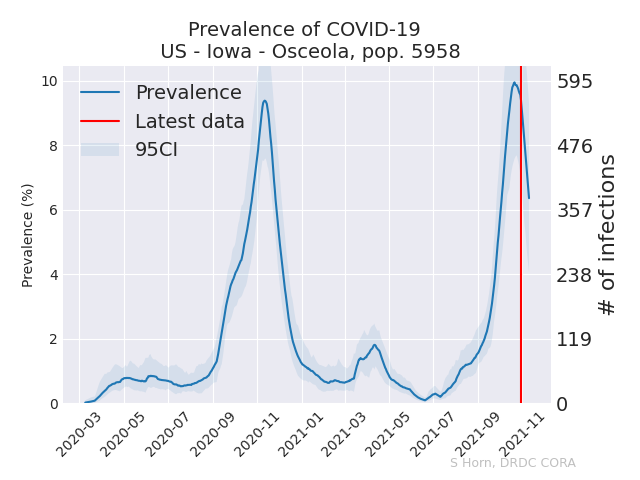 Prevalence of COVID-19
US - Iowa - Osceola, pop. 5958
Prevalence
Latest data
95CI
Prevalence (%)
10
8
6
4
2
0
595
476
357
238
119
0
# of infections
2020-03
2020-05
2020-07
2020-09
2020-11
2021-01
2021-03
2021-05
2021-07
2021-09
2021-11
S Horn, DRDC CORA